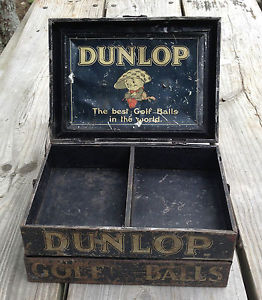 DUNLOP
The best Golf Balls
in the world.
DUNLOP
GOLF BALLS